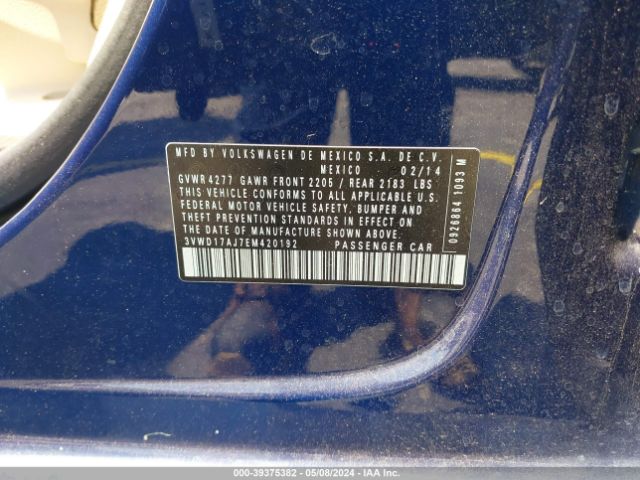 MFD BY VOLKSWAGEN DE MEXICO S.A. DE C.V.
MEXICO 02/14
GVWR 4277 GAWR FRONT 2205 / REAR 2183 LBS
THIS VEHICLE CONFORMS TO ALL APPLICABLE U.S.
FEDERAL MOTOR VEHICLE SAFETY, BUMPER AND
THEFT PREVENTION STANDARDS IN EFFECT ON
THE DATE OF MANUFACTURE SHOWN ABOVE.
3VWD17AJ7EM420192 PASSENGER CAR
0926864 1093 M
000-39375382 - 05/08/2024 - IAA Inc.